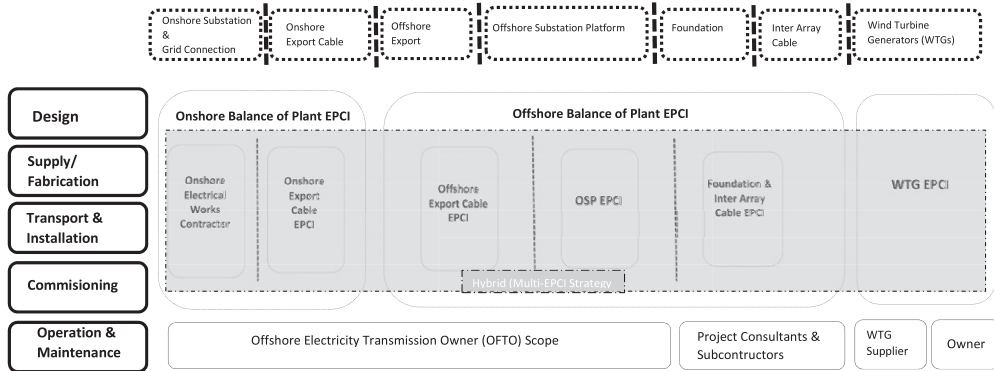 Onshore Substation
&
Grid Connection
Onshore
Export Cable
Offshore
Export
Offshore Substation Platform
Foundation
Inter Array
Cable
Wind Turbine
Generators (WTGs)
Design
Supply/
Fabrication
Transport &
Installation
Commisioning
Operation &
Maintenance
Onshore Balance of Plant EPCI
Offshore Balance of Plant EPCI
Onshore
Electrical
Works
Contractor
Onshore
Export
Cable
EPCI
Offshore
Export Cable
EPCI
OSP EPCI
Foundation &
Inter Array
Cable EPCI
WTG EPCI
Hybrid (Multi-EPCI Strategy
Offshore Electricity Transmission Owner (OFTO) Scope
Project Consultants &
Subcontructors
WTG
Supplier
Owner